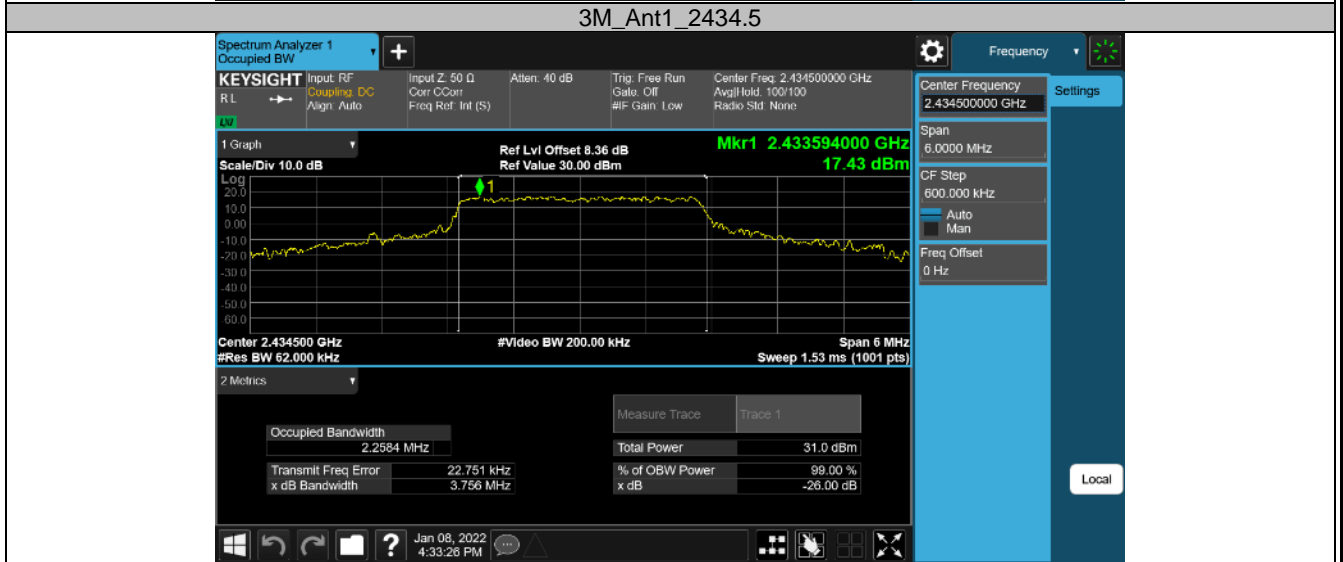 3M_Ant1_2434.5
Spectrum Analyzer 1
Occupied BW
Frequency
KEYSIGHT
R L
LXI
Input: RF
Coupling: DC
Align: Auto
Input Z: 50 Ω
Corr CCorr
Freq Ref: Int (S)
Atten: 40 dB
Trig: Free Run
Gate: Off
#IF Gain: Low
Center Freq: 2.434500000 GHz
Avg|Hold: 100/100
Radio Std: None
Center Frequency
2.434500000 GHz
Settings
Span
6.0000 MHz
CF Step
600.000 kHz
Auto
Man
Freq Offset
0 Hz
1 Graph
Scale/Div 10.0 dB
Ref Lvl Offset 8.36 dB
Ref Value 30.00 dBm
Mkr1 2.433594000 GHz
17.43 dBm
Log
1
20.0
10.0
0.00
-10.0
-20.0
-30.0
-40.0
-50.0
-60.0
Center 2.434500 GHz
#Video BW 200.00 kHz
Span 6 MHz
#Res BW 62.000 kHz
Sweep 1.53 ms (1001 pts)
2 Metrics
Measure Trace Trace 1
Occupied Bandwidth
2.2584 MHz
Total Power 31.0 dBm
Transmit Freq Error 22.751 kHz
% of OBW Power 99.00 %
x dB Bandwidth 3.756 MHz
x dB -26.00 dB
Local
?
Jan 08, 2022
4:33:26 PM